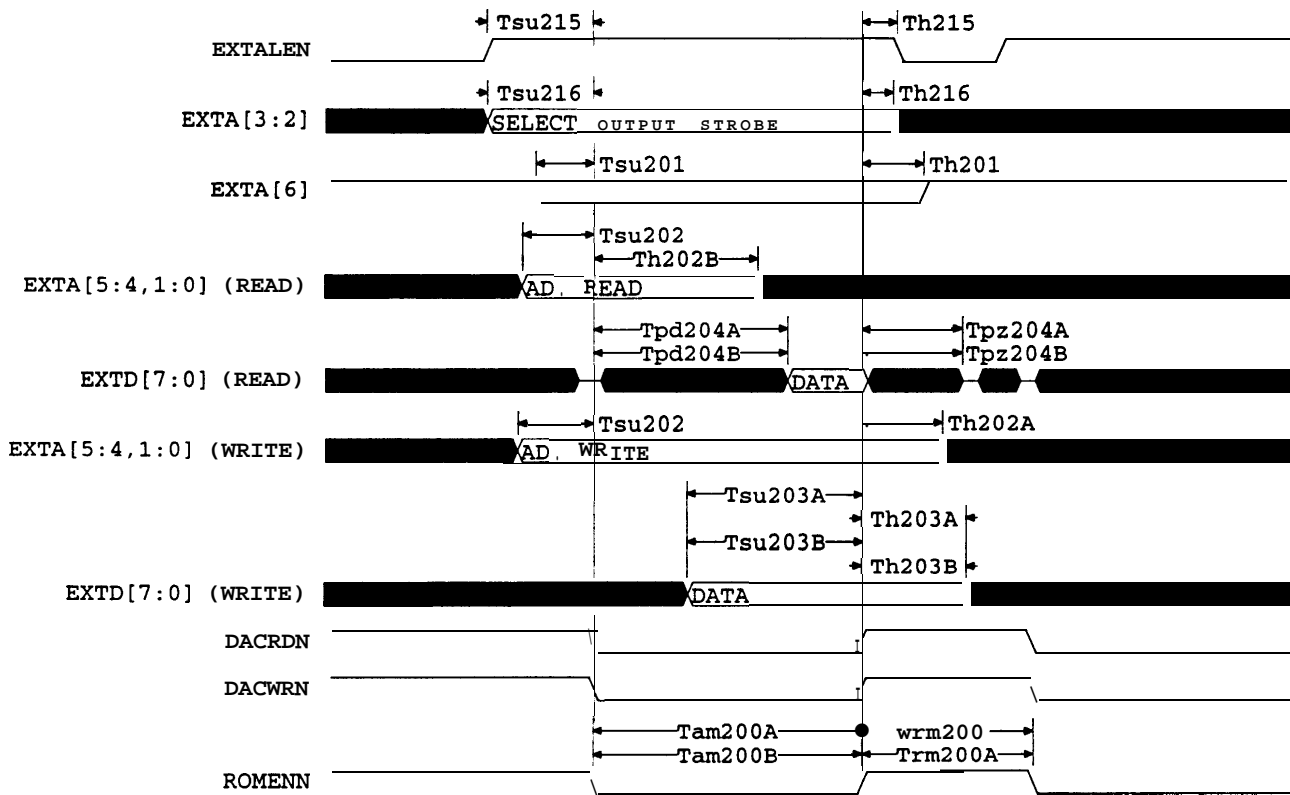 Tsu215 Th215
EXTALEN
Tsu216 Th216
EXTA[3:2] SELECT OUTPUT STROBE
Tsu201 Th201
EXTA[6]
Tsu202
Th202B
EXTA[5:4,1:0] (READ) AD. READ
Tpd204A Tpz204A
Tpd204B Tpz204B
EXTD[7:0] (READ) DATA
Tsu202 Th202A
EXTA[5:4,1:0] (WRITE) AD. WRITE
Tsu203A
Th203A
Tsu203B
Th203B
EXTD[7:0] (WRITE) DATA
DACRDN
DACWRN
Tam200A wrm200
Tam200B Trm200A
ROMENN